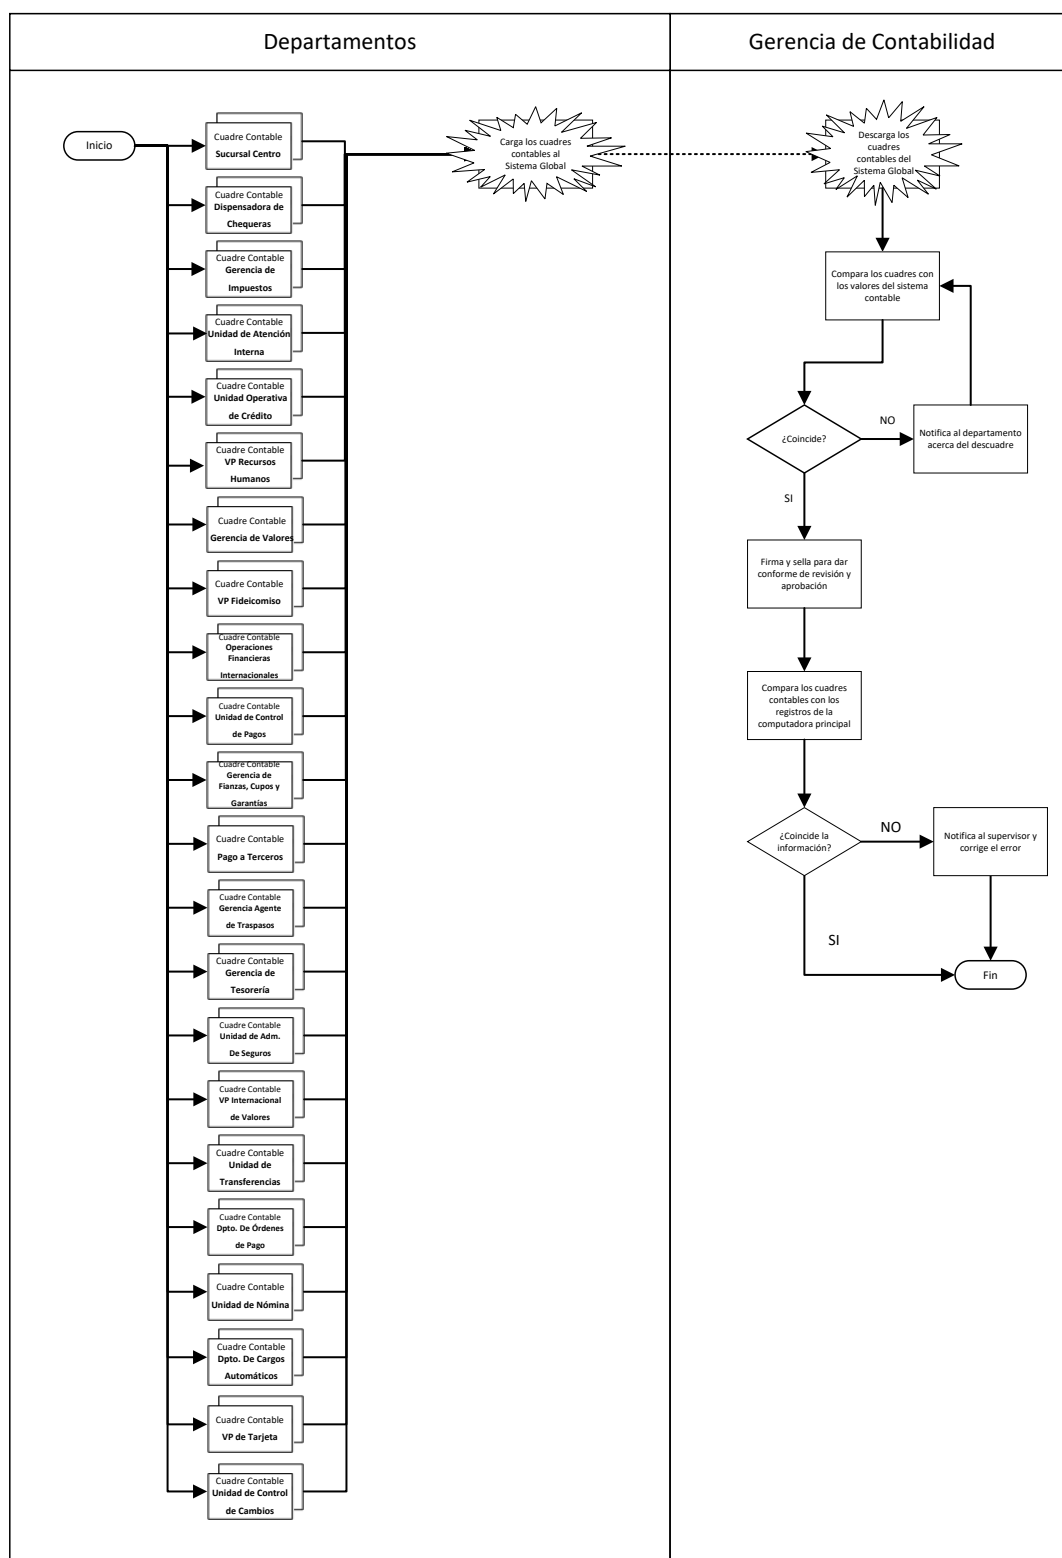 Departamentos
Gerencia de Contabilidad
Inicio
Cuadre Contable
Sucursal Centro
Cuadre Contable
Dispensadora de
Chequeras
Cuadre Contable
Gerencia de
Impuestos
Cuadre Contable
Unidad de Atención
Interna
Cuadre Contable
Unidad Operativa
de Crédito
Cuadre Contable
VP Recursos
Humanos
Cuadre Contable
Gerencia de Valores
Cuadre Contable
VP Fideicomiso
Cuadre Contable
Operaciones
Financieras
Internacionales
Cuadre Contable
Unidad de Control
de Pagos
Cuadre Contable
Gerencia de
Fianzas, Cupos y
Garantías
Cuadre Contable
Pago a Terceros
Cuadre Contable
Gerencia Agente
de Traspasos
Cuadre Contable
Gerencia de
Tesorería
Cuadre Contable
Unidad de Adm.
De Seguros
Cuadre Contable
VP Internacional
de Valores
Cuadre Contable
Unidad de
Transferencias
Cuadre Contable
Dpto. De Órdenes
de Pago
Cuadre Contable
Unidad de Nómina
Cuadre Contable
Dpto. De Cargos
Automáticos
Cuadre Contable
VP de Tarjeta
Cuadre Contable
Unidad de Control
de Cambios
Carga los cuadres
contables al
Sistema Global
Descarga los
cuadres
contables del
Sistema Global
Compara los cuadres con
los valores del sistema
contable
¿Coincide?
NO
Notifica al departamento
acerca del descuadre
SI
Firma y sella para dar
conforme de revisión y
aprobación
Compara los cuadres
contables con los
registros de la
computadora principal
¿Coincide la
información?
NO
Notifica al supervisor y
corrige el error
SI
Fin